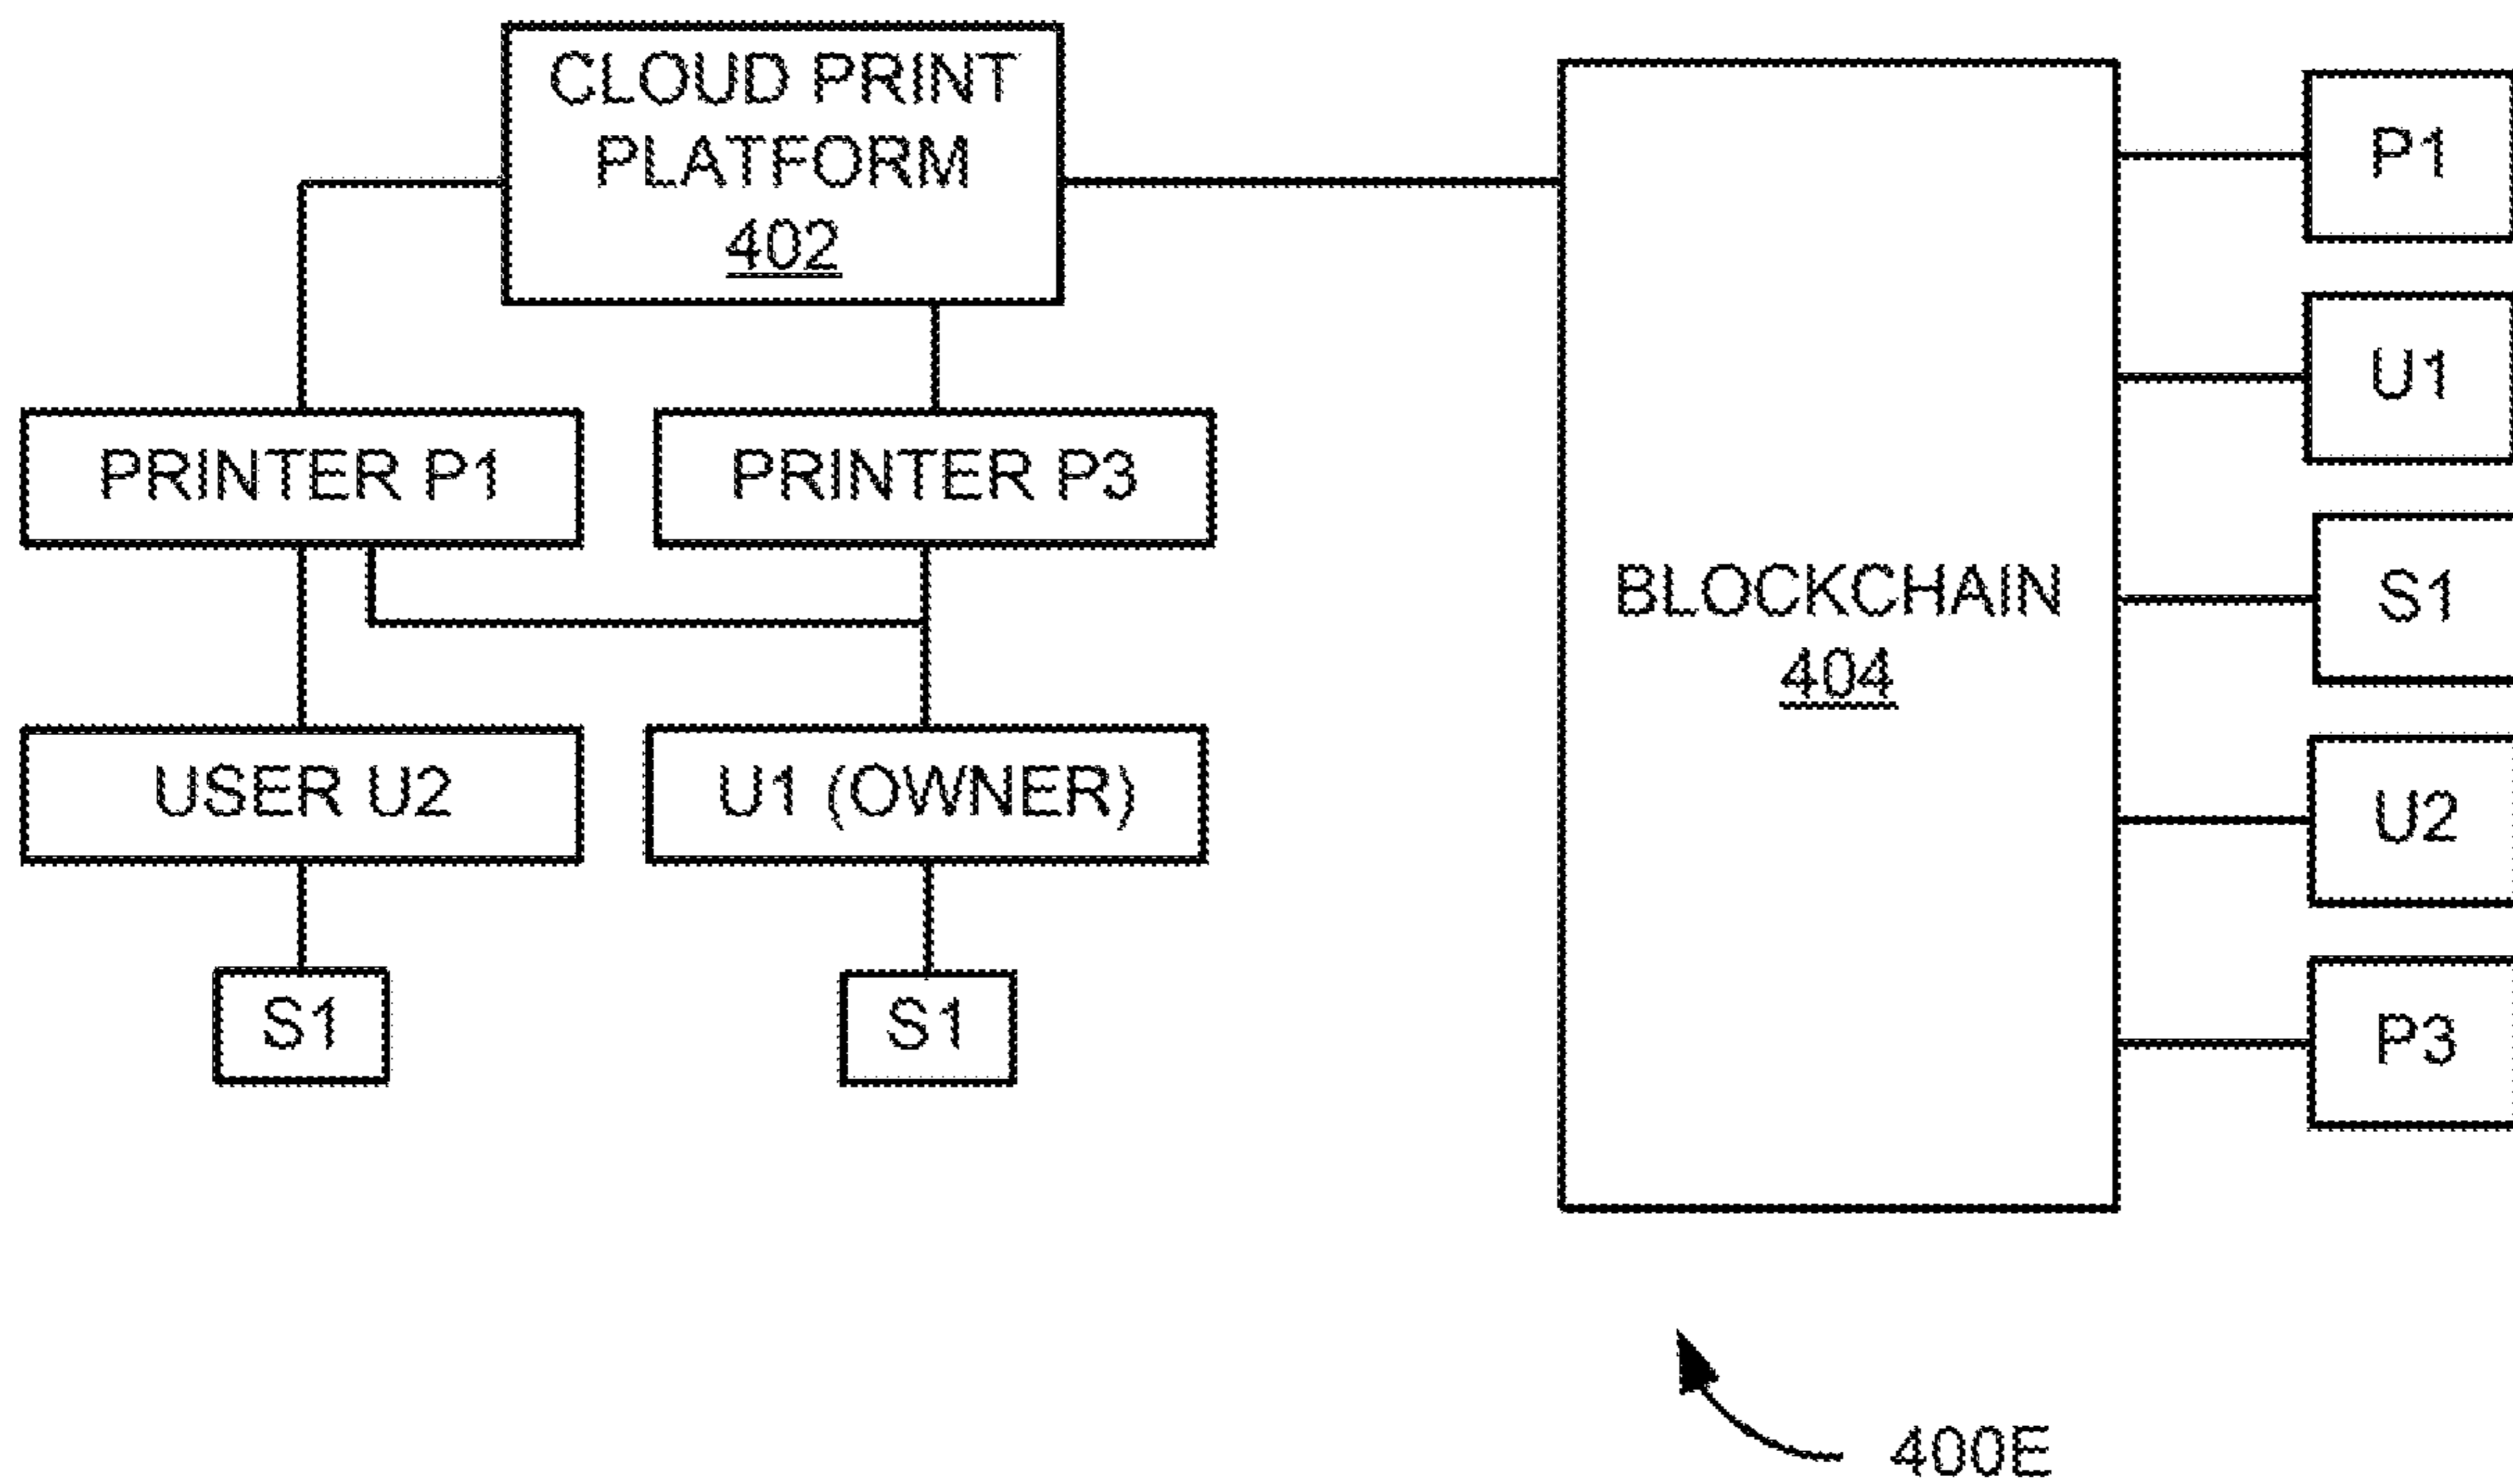 CLOUD PRINT
PLATFORM
402
PRINTER P1
PRINTER P3
USER U2
U1 (OWNER)
S1
S1
BLOCKCHAIN
404
P1
U1
S1
U2
P3
400E